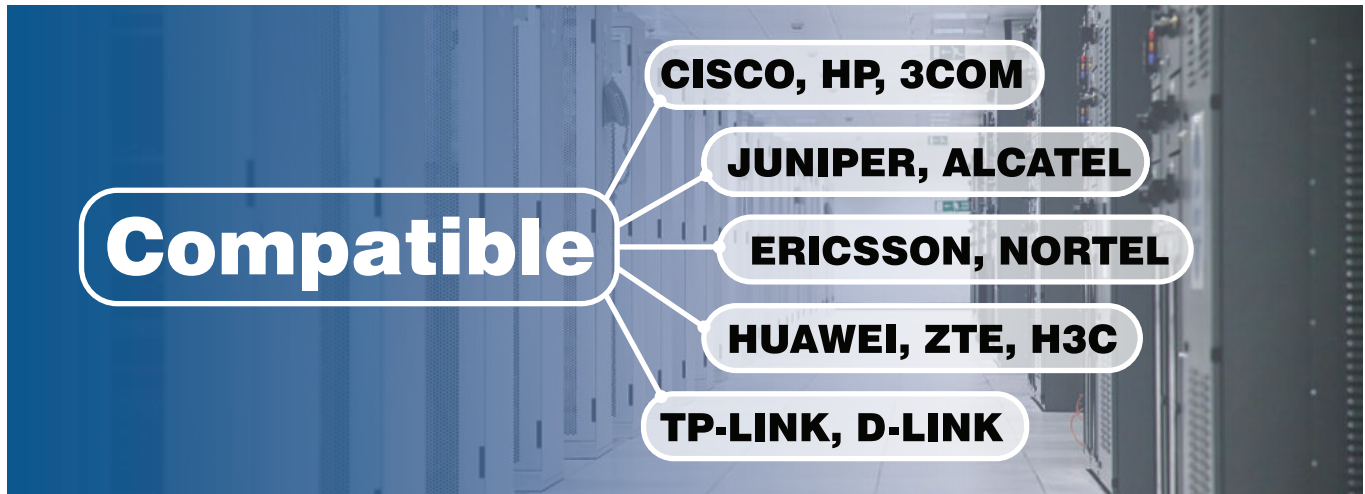 CISCO, HP, 3COM
JUNIPER, ALCATEL
Compatible
ERICSSON, NORTEL
HUAWEI, ZTE, H3C
TP-LINK, D-LINK